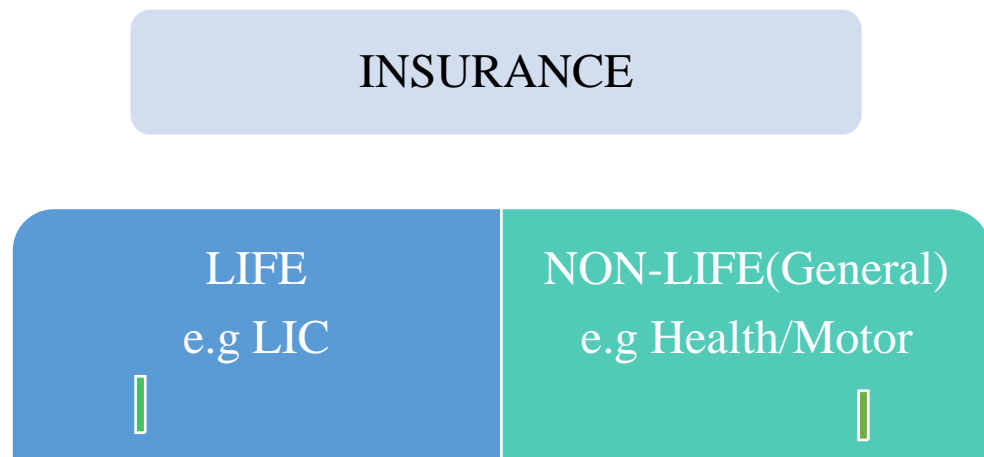 INSURANCE
LIFE
e.g LIC
NON-LIFE(General)
e.g Health/Motor